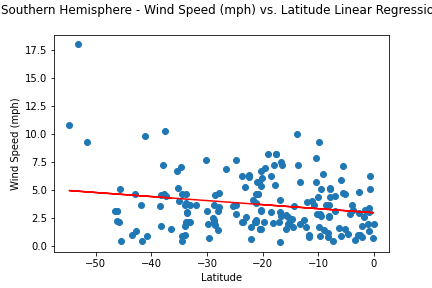 Southern Hemisphere - Wind Speed (mph) vs. Latitude Linear Regressio
17.5
15.0
12.5
10.0
7.5
5.0
2.5
0.0
Wind Speed (mph)
−50 −40 −30 −20 −10 0
Latitude